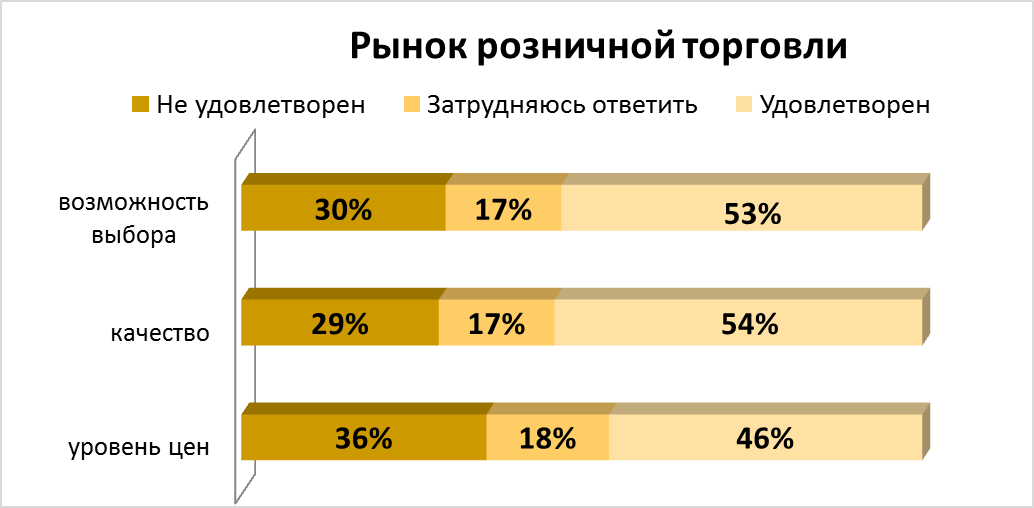 Рынок розничной торговли
Не удовлетворен Затрудняюсь ответить Удовлетворен
возможность
выбора
30% 17% 53%
качество
29% 17% 54%
уровень цен
36% 18% 46%